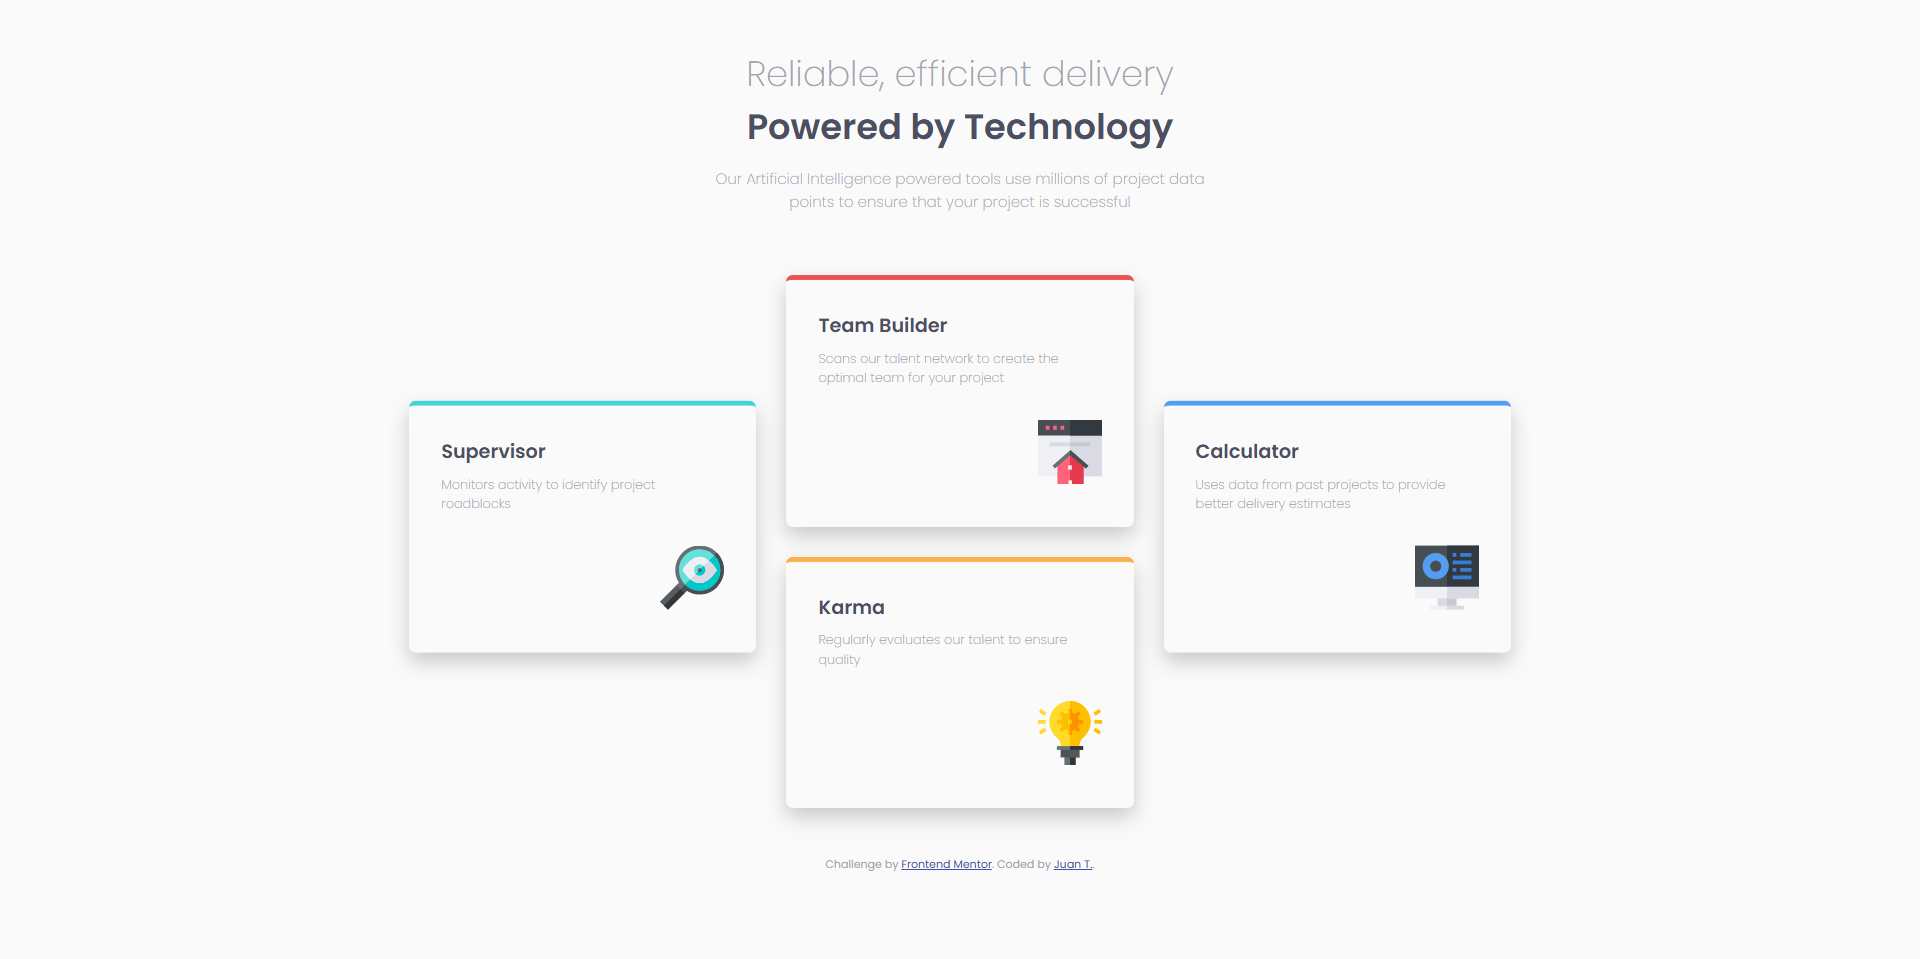 Reliable, efficient delivery
Powered by Technology
Our Artificial Intelligence powered tools use millions of project data
points to ensure that your project is successful
Team Builder
Scans our talent network to create the
optimal team for your project
Supervisor
Monitors activity to identify project
roadblocks
Calculator
Uses data from past projects to provide
better delivery estimates
Karma
Regularly evaluates our talent to ensure
quality
Challenge by Frontend Mentor. Coded by Juan T..